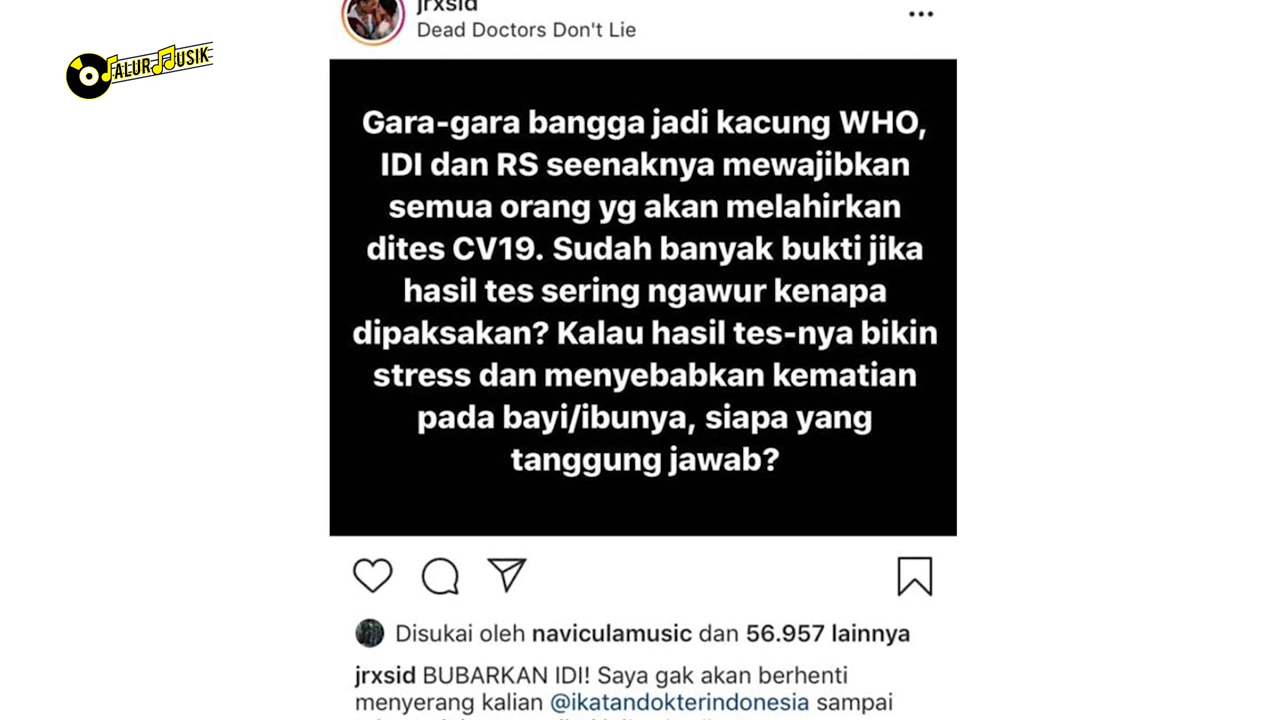 jrxsid
Dead Doctors Don't Lie
JALUR MUSIK
Gara-gara bangga jadi kacung WHO,
IDI dan RS seenaknya mewajibkan
semua orang yg akan melahirkan
dites CV19. Sudah banyak bukti jika
hasil tes sering ngawur kenapa
dipaksakan? Kalau hasil tes-nya bikin
stress dan menyebabkan kematian
pada bayi/ibunya, siapa yang
tanggung jawab?
Disukai oleh naviculamusic dan 56.957 lainnya
jrxsid BUBARKAN IDI! Saya gak akan berhenti
menyerang kalian @ikatandokterindonesia sampai